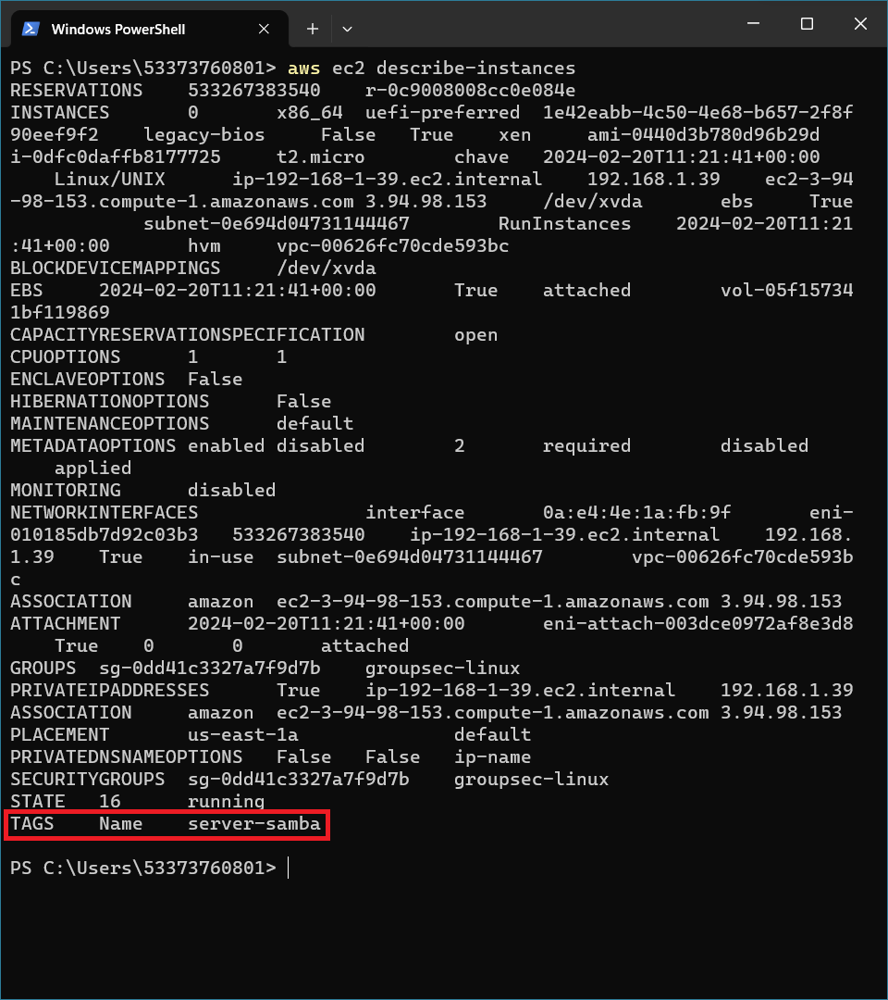 Windows PowerShell
PS C:\Users\53373760801> aws ec2 describe-instances
RESERVATIONS    533267383540    r-0c9008008cc0e084e
INSTANCES       0       x86_64  uefi-preferred  1e42eabb-4c50-4e68-b657-2f8f
90eef9f2    legacy-bios     False   True    xen     ami-0440d3b780d96b29d
i-0dfc0daffb8177725     t2.micro        chave   2024-02-20T11:21:41+00:00
    Linux/UNIX      ip-192-168-1-39.ec2.internal    192.168.1.39    ec2-3-94
-98-153.compute-1.amazonaws.com 3.94.98.153     /dev/xvda       ebs     True
            subnet-0e694d04731144467        RunInstances    2024-02-20T11:21
:41+00:00       hvm     vpc-00626fc70cde593bc
BLOCKDEVICEMAPPINGS     /dev/xvda
EBS     2024-02-20T11:21:41+00:00       True    attached        vol-05f15734
1bf119869
CAPACITYRESERVATIONSPECIFICATION        open
CPUOPTIONS      1       1
ENCLAVEOPTIONS  False
HIBERNATIONOPTIONS      False
MAINTENANCEOPTIONS      default
METADATAOPTIONS enabled disabled        2       required        disabled
    applied
MONITORING      disabled
NETWORKINTERFACES               interface       0a:e4:4e:1a:fb:9f       eni-
010185db7d92c03b3   533267383540    ip-192-168-1-39.ec2.internal    192.168.
1.39    True    in-use  subnet-0e694d04731144467        vpc-00626fc70cde593b
c
ASSOCIATION     amazon  ec2-3-94-98-153.compute-1.amazonaws.com 3.94.98.153
ATTACHMENT      2024-02-20T11:21:41+00:00       eni-attach-003dce0972af8e3d8
    True    0       0       attached
GROUPS  sg-0dd41c3327a7f9d7b    groupsec-linux
PRIVATEIPADDRESSES      True    ip-192-168-1-39.ec2.internal    192.168.1.39
ASSOCIATION     amazon  ec2-3-94-98-153.compute-1.amazonaws.com 3.94.98.153
PLACEMENT       us-east-1a              default
PRIVATEDNSNAMEOPTIONS   False   False   ip-name
SECURITYGROUPS  sg-0dd41c3327a7f9d7b    groupsec-linux
STATE   16      running
TAGS    Name    server-samba
PS C:\Users\53373760801>